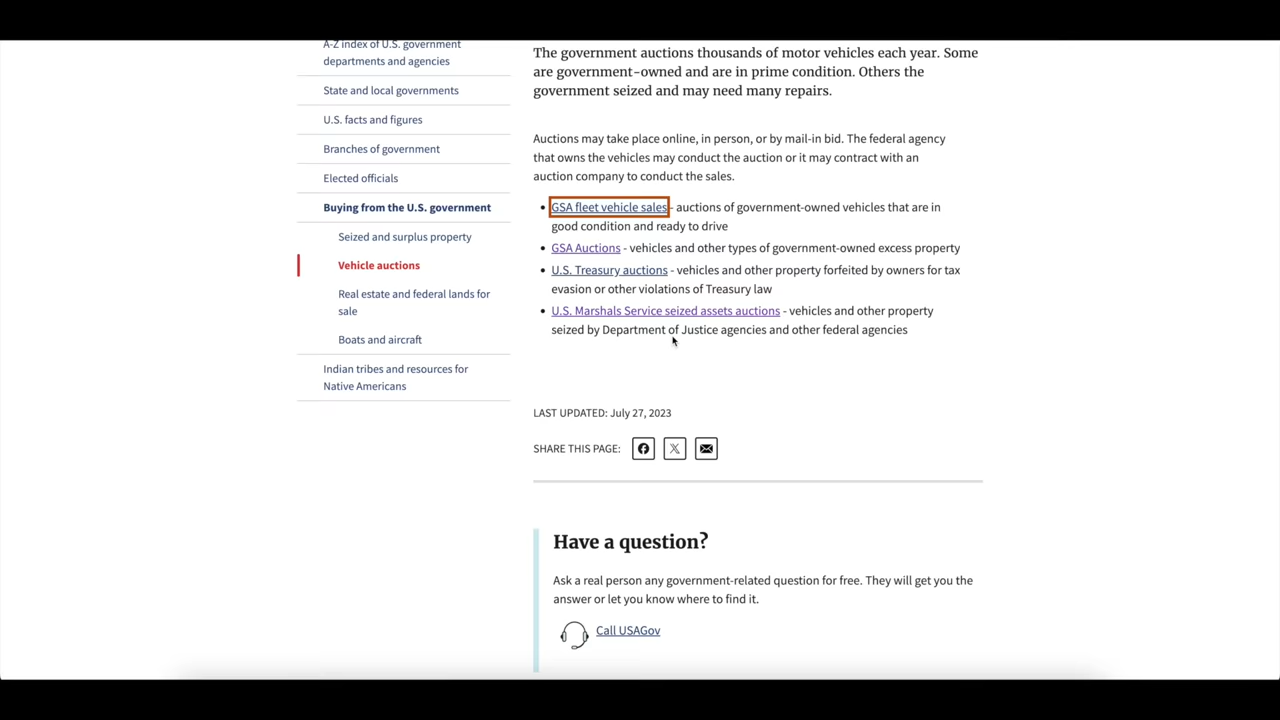 A-Z index of U.S. government
departments and agencies
State and local governments
U.S. facts and figures
Branches of government
Elected officials
Buying from the U.S. government
Seized and surplus property
Vehicle auctions
Real estate and federal lands for
sale
Boats and aircraft
Indian tribes and resources for
Native Americans
The government auctions thousands of motor vehicles each year. Some
are government-owned and are in prime condition. Others the
government seized and may need many repairs.
Auctions may take place online, in person, or by mail-in bid. The federal agency
that owns the vehicles may conduct the auction or it may contract with an
auction company to conduct the sales.
• GSA fleet vehicle sales - auctions of government-owned vehicles that are in
good condition and ready to drive
• GSA Auctions - vehicles and other types of government-owned excess property
• U.S. Treasury auctions - vehicles and other property forfeited by owners for tax
evasion or other violations of Treasury law
• U.S. Marshals Service seized assets auctions - vehicles and other property
seized by Department of Justice agencies and other federal agencies
LAST UPDATED: July 27, 2023
SHARE THIS PAGE:
Have a question?
Ask a real person any government-related question for free. They will get you the
answer or let you know where to find it.
Call USAGov